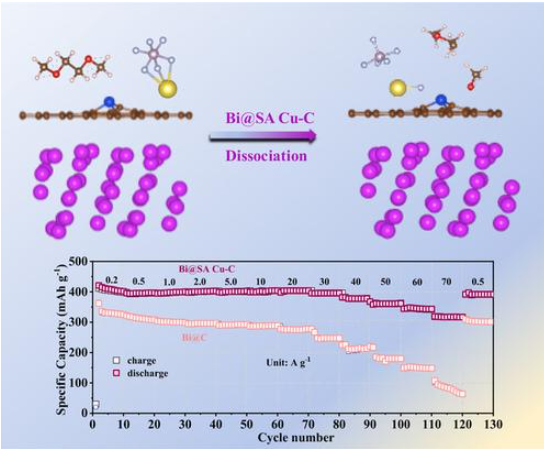 Bi@SA Cu-C
Dissociation
Bi@SA Cu-C
0.2 0.5 1.0 2.0 5.0 10 20 30 40 60 70 120 0.5
Bi@C
charge
discharge
Unit: A g⁻¹
Specific Capacity (mAh g⁻¹)
500
400
300
200
100
0
0 10 20 30 40 50 60 70 80 90 100 110 120 130
Cycle number